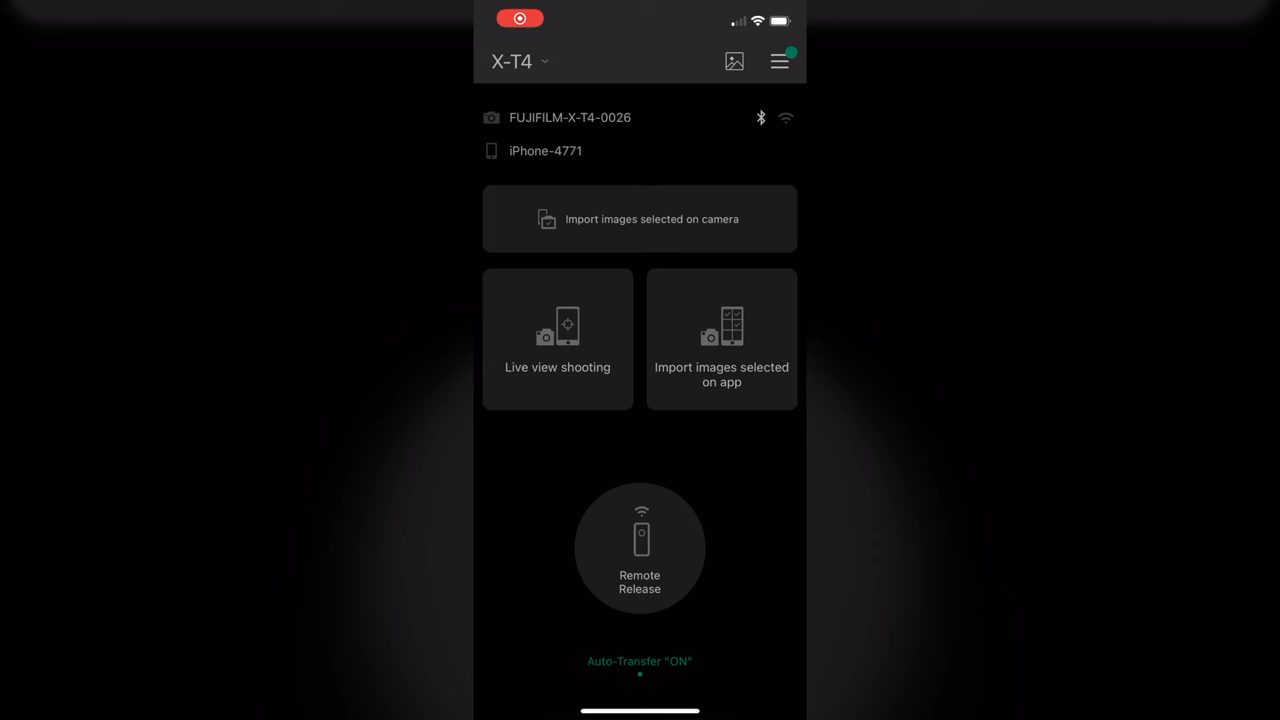 X-T4
FUJIFILM-X-T4-0026
iPhone-4771
Import images selected on camera
Live view shooting
Import images selected
on app
Remote
Release
Auto-Transfer "ON"